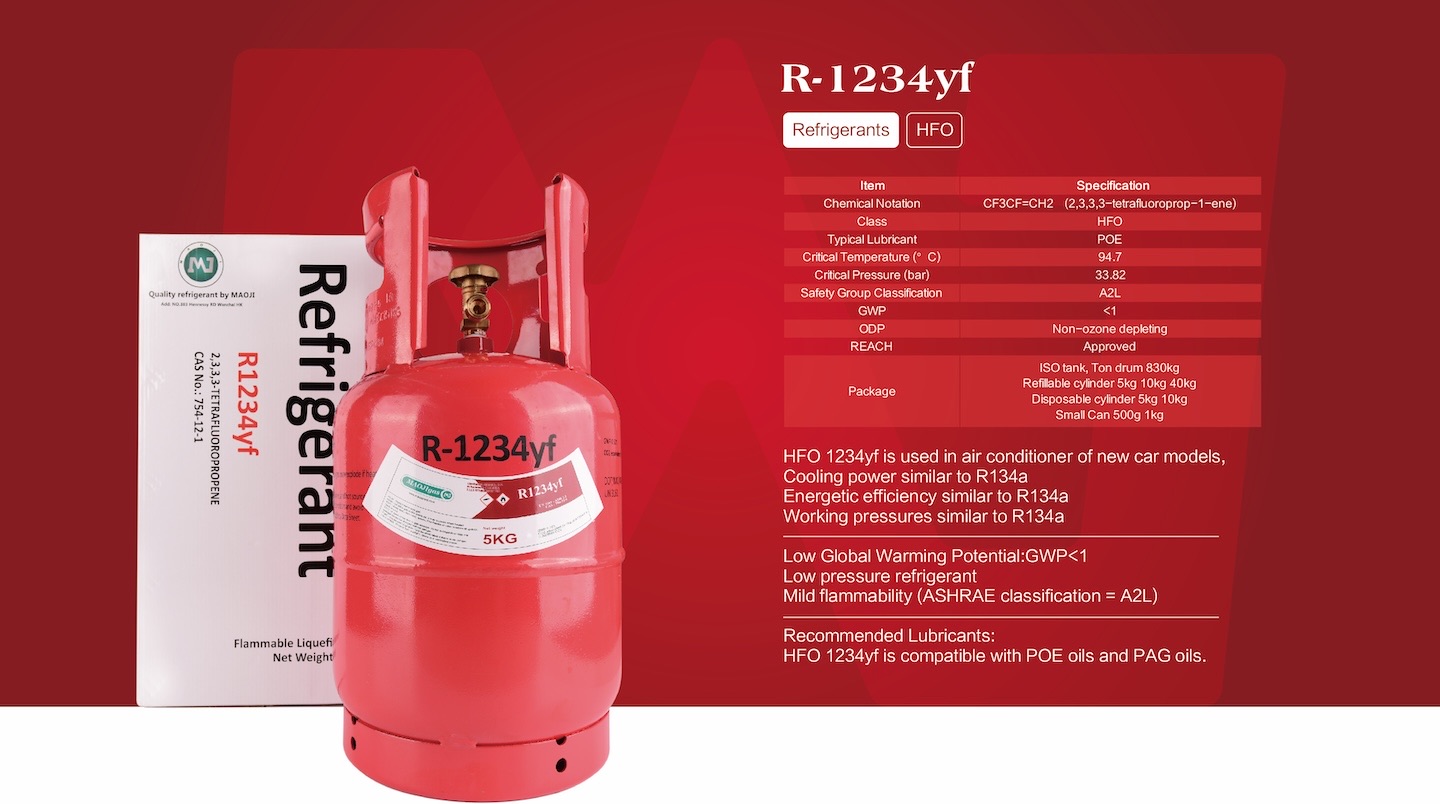 R-1234yf
Refrigerants
HFO
Item Specification
Chemical Notation CF3CF=CH2 (2,3,3,3-tetrafluoroprop-1-ene)
Class HFO
Typical Lubricant POE
Critical Temperature (° C) 94.7
Critical Pressure (bar) 33.82
Safety Group Classification A2L
GWP <1
ODP Non-ozone depleting
REACH Approved
Package
ISO tank, Ton drum 830kg
Refillable cylinder 5kg 10kg 40kg
Disposable cylinder 5kg 10kg
Small Can 500g 1kg
HFO 1234yf is used in air conditioner of new car models,
Cooling power similar to R134a
Energetic efficiency similar to R134a
Working pressures similar to R134a
Low Global Warming Potential:GWP<1
Low pressure refrigerant
Mild flammability (ASHRAE classification = A2L)
Recommended Lubricants:
HFO 1234yf is compatible with POE oils and PAG oils.
MJ
Quality refrigerant by MAOJI
Refrigerant
R1234yf
2,3,3,3-TETRAFLUOROPROPENE
CAS No.: 754-12-1
Flammable Liquefi
Net Weight
R-1234yf
MAOJIgas
R1234yf
Net weight
5KG